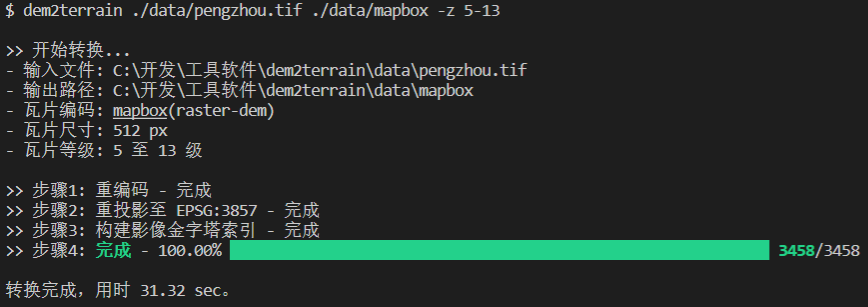 $ dem2terrain ./data/pengzhou.tif ./data/mapbox -z 5-13
>> 开始转换...
- 输入文件: C:\开发\工具软件\dem2terrain\data\pengzhou.tif
- 输出路径: C:\开发\工具软件\dem2terrain\data\mapbox
- 瓦片编码: mapbox(raster-dem)
- 瓦片尺寸: 512 px
- 瓦片等级: 5 至 13 级
>> 步骤1: 重编码 - 完成
>> 步骤2: 重投影至 EPSG:3857 - 完成
>> 步骤3: 构建影像金字塔索引 - 完成
>> 步骤4: 完成 - 100.00% 3458/3458
转换完成，用时 31.32 sec。